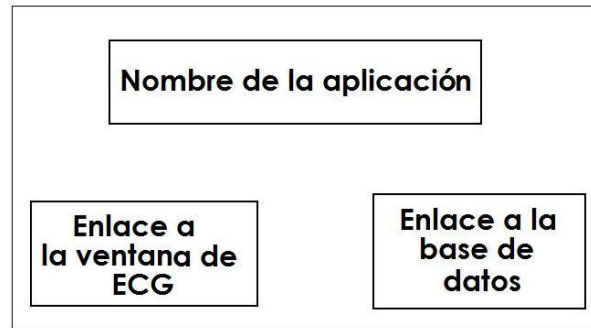 Nombre de la aplicación
Enlace a
la ventana de
ECG
Enlace a la
base de
datos